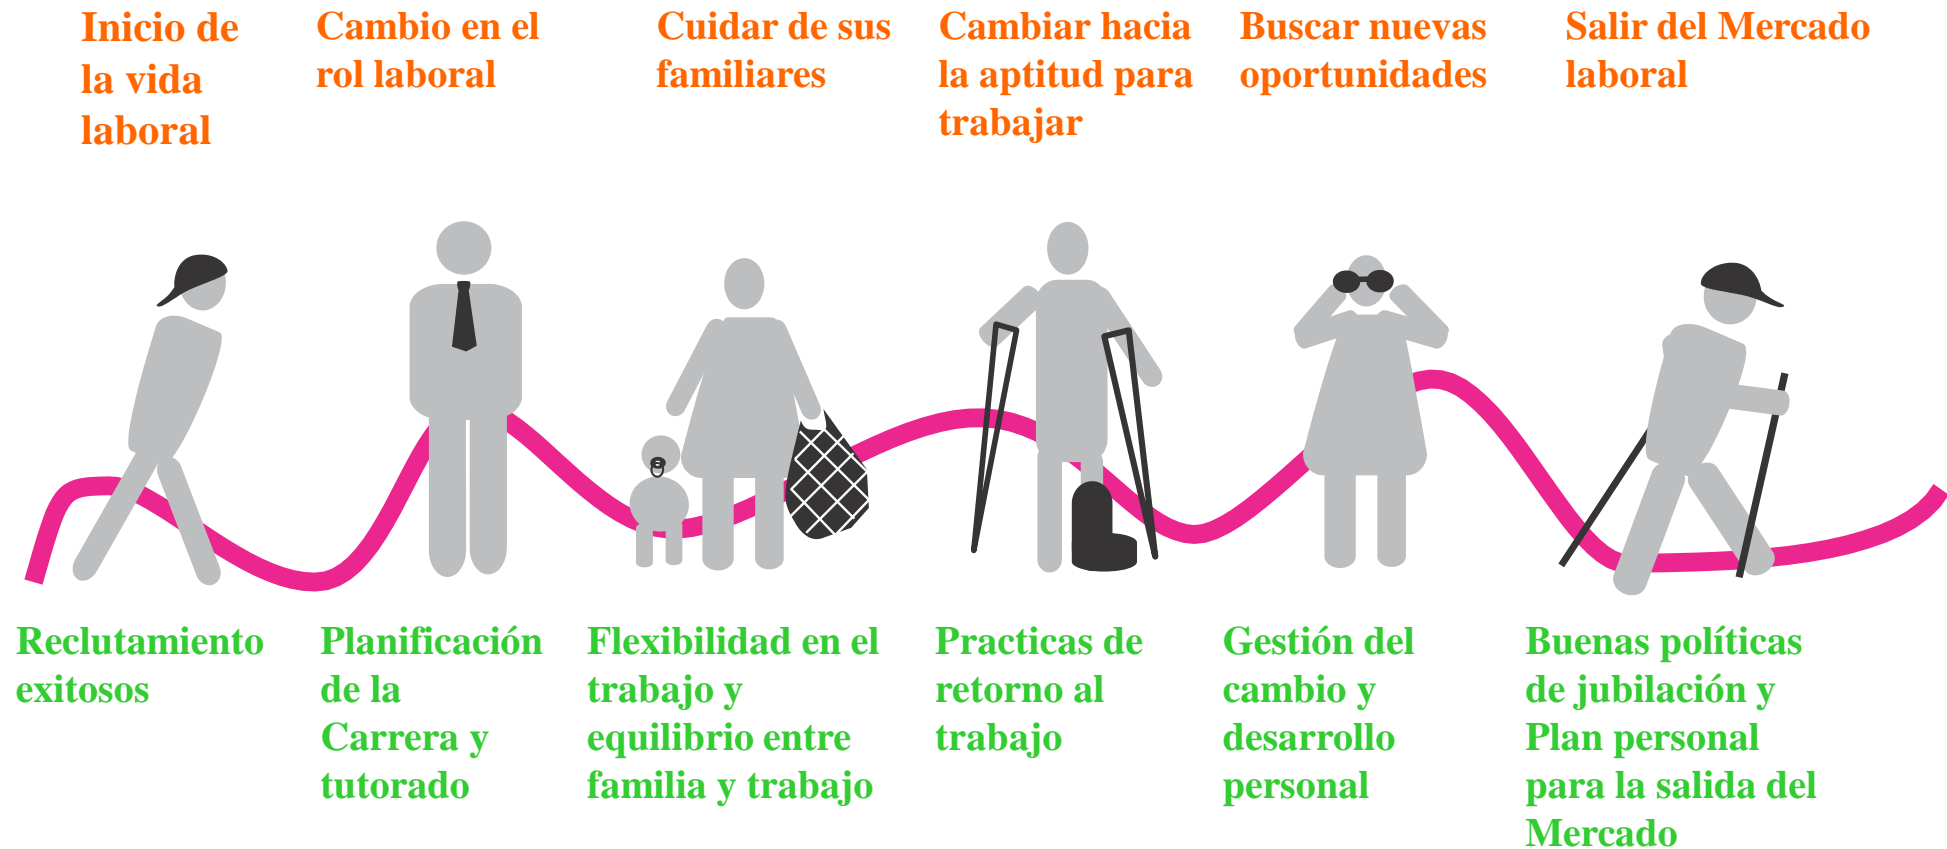 Inicio de
la vida
laboral
Cambio en el
rol laboral
Cuidar de sus
familiares
Cambiar hacia
la aptitud para
trabajar
Buscar nuevas
oportunidades
Salir del Mercado
laboral
Reclutamiento
exitosos
Planificación
de la
Carrera y
tutorado
Flexibilidad en el
trabajo y
equilibrio entre
familia y trabajo
Practicas de
retorno al
trabajo
Gestión del
cambio y
desarrollo
personal
Buenas políticas
de jubilación y
Plan personal
para la salida del
Mercado